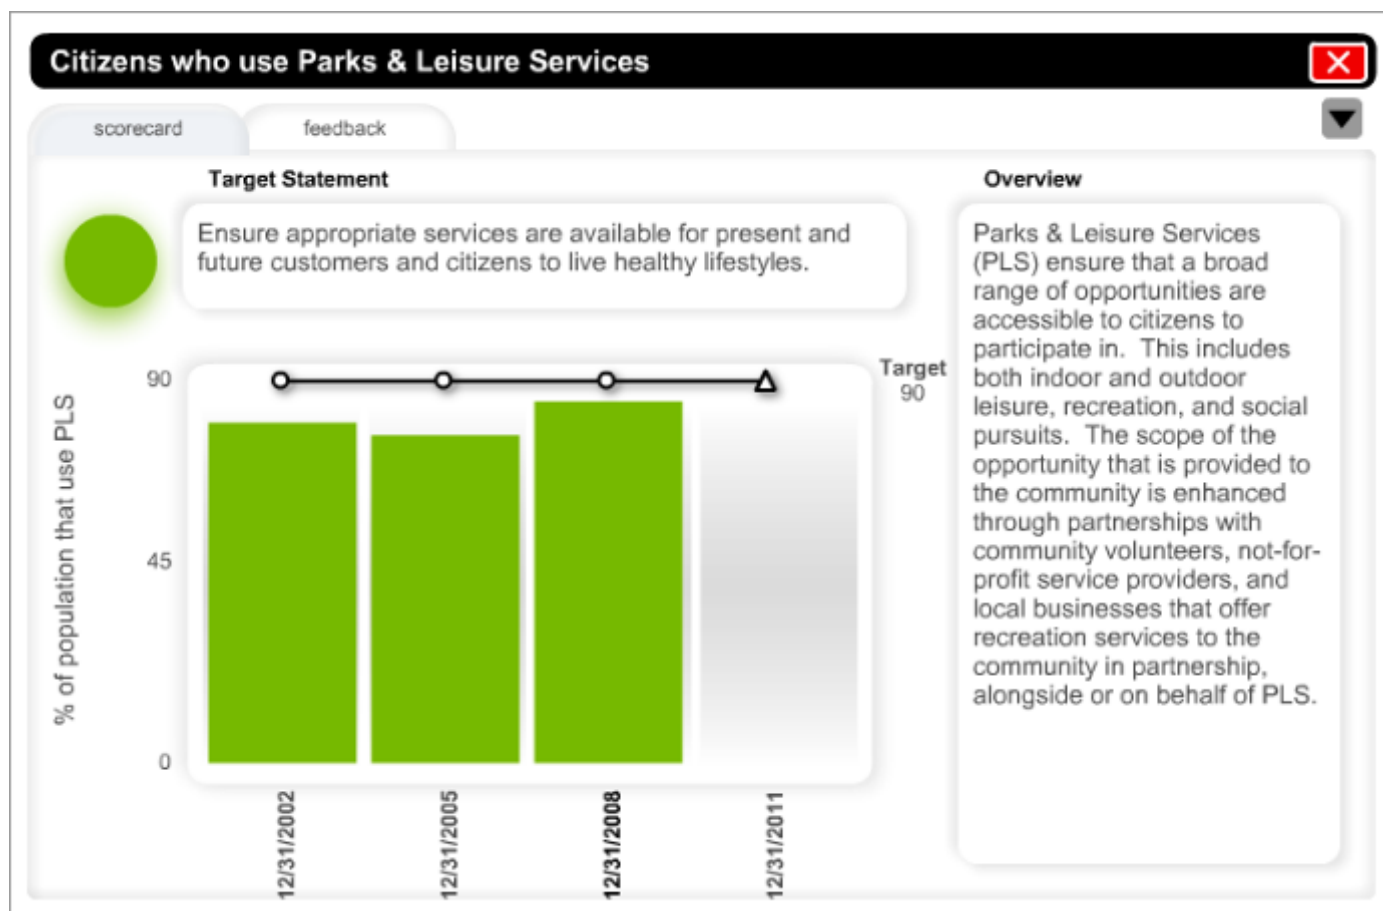 Citizens who use Parks & Leisure Services
scorecard
feedback
Target Statement
Ensure appropriate services are available for present and
future customers and citizens to live healthy lifestyles.
% of population that use PLS
90
45
0
Target
90
12/31/2002
12/31/2005
12/31/2008
12/31/2011
Overview
Parks & Leisure Services
(PLS) ensure that a broad
range of opportunities are
accessible to citizens to
participate in.  This includes
both indoor and outdoor
leisure, recreation, and social
pursuits.  The scope of the
opportunity that is provided to
the community is enhanced
through partnerships with
community volunteers, not-for-
profit service providers, and
local businesses that offer
recreation services to the
community in partnership,
alongside or on behalf of PLS.